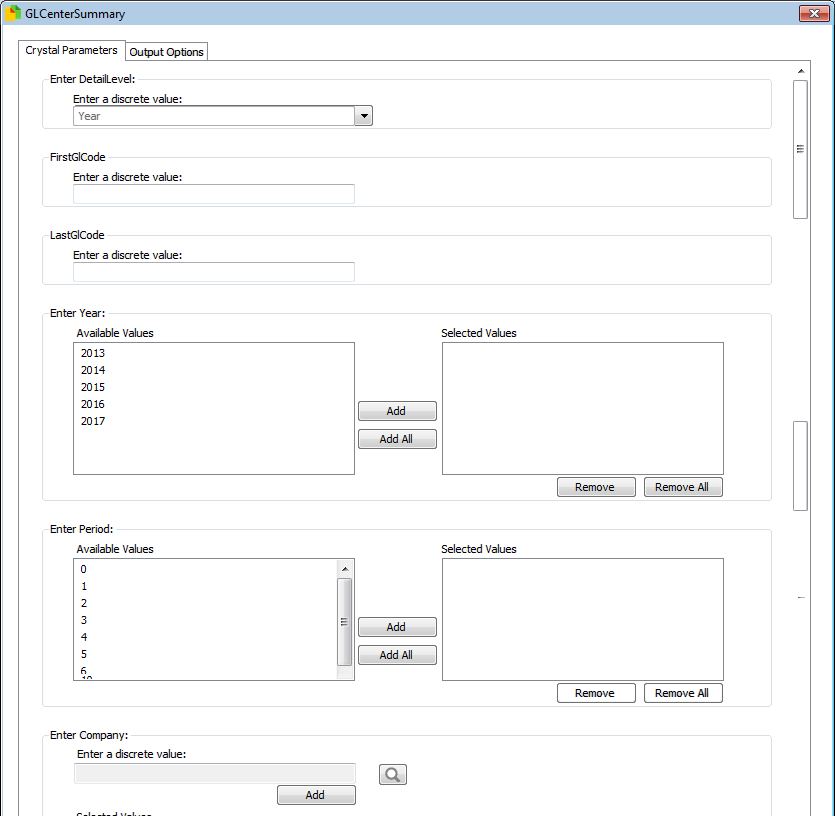 GLCenterSummary
Crystal Parameters Output Options
Enter DetailLevel:
Enter a discrete value:
Year
FirstGlCode
Enter a discrete value:
LastGlCode
Enter a discrete value:
Enter Year:
Available Values Selected Values
2013
2014
2015
2016
2017
Add
Add All
Remove Remove All
Enter Period:
Available Values Selected Values
0
1
2
3
4
5
6
Add
Add All
Remove Remove All
Enter Company:
Enter a discrete value:
Add
Selected Values